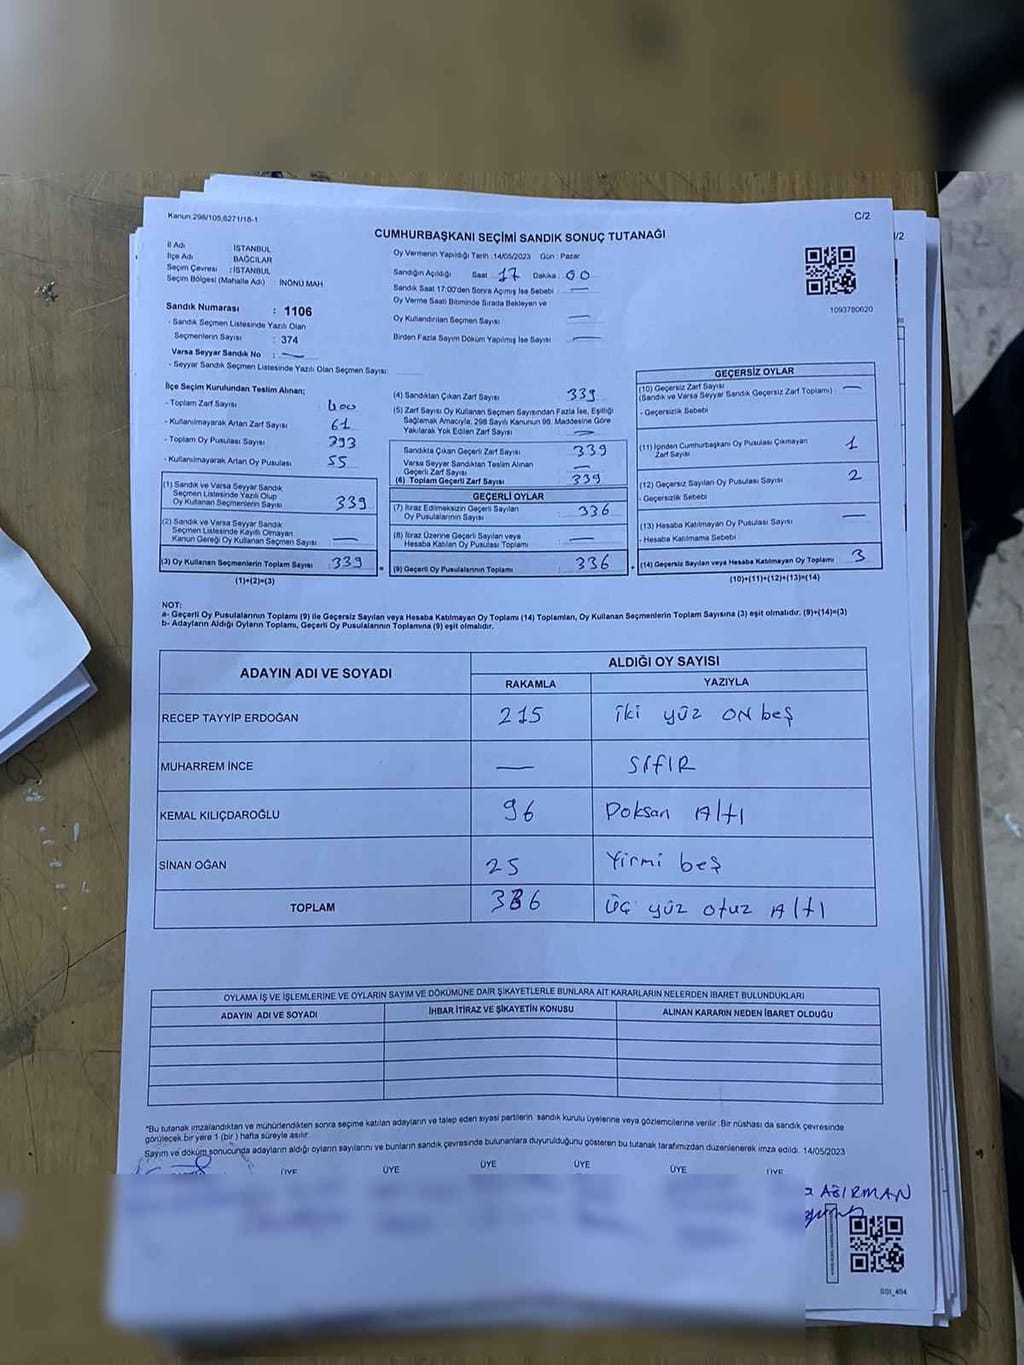 Kanun:298/105,6271/18-1
C/2
CUMHURBAŞKANI SEÇİMİ SANDIK SONUÇ TUTANAĞI
İl Adı : İSTANBUL
İlçe Adı : BAĞCILAR
Seçim Çevresi : İSTANBUL
Seçim Bölgesi (Mahalle Adı) : İNÖNÜ MAH
Oy Vermenin Yapıldığı Tarih : 14/05/2023 Gün : Pazar
Sandığın Açıldığı Saat : 17 Dakika : 00
Sandık Saat 17:00'den Sonra Açılmış İse Sebebi —
Oy Verme Saati Bitiminde Sırada Bekleyen ve
Oy Kullandırılan Seçmen Sayısı —
Birden Fazla Sayım Döküm Yapılmış İse Sayısı —
1093780620
Sandık Numarası : 1106
- Sandık Seçmen Listesinde Yazılı Olan
Seçmenlerin Sayısı : 374
Varsa Seyyar Sandık No : —
- Seyyar Sandık Seçmen Listesinde Yazılı Olan Seçmen Sayısı:
İlçe Seçim Kurulundan Teslim Alınan;
- Toplam Zarf Sayısı 400
- Kullanılmayarak Artan Zarf Sayısı 61
- Toplam Oy Pusulası Sayısı 393
- Kullanılmayarak Artan Oy Pusulası 55
(1) Sandık ve Varsa Seyyar Sandık
Seçmen Listesinde Yazılı Olup
Oy Kullanan Seçmenlerin Sayısı 339
(2) Sandık ve Varsa Seyyar Sandık
Seçmen Listesinde Kayıtlı Olmayan
Kanun Gereği Oy Kullanan Seçmen Sayısı —
(3) Oy Kullanan Seçmenlerin Toplam Sayısı 339
(1)+(2)=(3)
(4) Sandıktan Çıkan Zarf Sayısı 339
(5) Zarf Sayısı Oy Kullanan Seçmen Sayısından Fazla İse, Eşitliği
Sağlamak Amacıyla; 298 Sayılı Kanunun 98. Maddesine Göre
Yakılarak Yok Edilen Zarf Sayısı —
Sandıkta Çıkan Geçerli Zarf Sayısı 339
Varsa Seyyar Sandıktan Teslim Alınan
Geçerli Zarf Sayısı —
(6) Toplam Geçerli Zarf Sayısı 339
GEÇERLİ OYLAR
(7) İtiraz Edilmeksizin Geçerli Sayılan
Oy Pusulalarının Sayısı 336
(8) İtiraz Üzerine Geçerli Sayılan veya
Hesaba Katılan Oy Pusulası Toplamı —
(9) Geçerli Oy Pusulalarının Toplamı 336
GEÇERSİZ OYLAR
(10) Geçersiz Zarf Sayısı —
(Sandık ve Varsa Seyyar Sandık Geçersiz Zarf Toplamı)
- Geçersizlik Sebebi
(11) İçinden Cumhurbaşkanı Oy Pusulası Çıkmayan
Zarf Sayısı 1
(12) Geçersiz Sayılan Oy Pusulası Sayısı 2
- Geçersizlik Sebebi
(13) Hesaba Katılmayan Oy Pusulası Sayısı —
- Hesaba Katılmama Sebebi
(14) Geçersiz Sayılan veya Hesaba Katılmayan Oy Toplamı 3
(10)+(11)+(12)+(13)=(14)
NOT:
a- Geçerli Oy Pusulalarının Toplamı (9) ile Geçersiz Sayılan veya Hesaba Katılmayan Oy Toplamı (14) Toplamları, Oy Kullanan Seçmenlerin Toplam Sayısına (3) eşit olmalıdır. (9)+(14)=(3)
b- Adayların Aldığı Oyların Toplamı, Geçerli Oy Pusulalarının Toplamına (9) eşit olmalıdır.
ADAYIN ADI VE SOYADI
ALDIĞI OY SAYISI
RAKAMLA YAZIYLA
RECEP TAYYİP ERDOĞAN 215 iki yüz ON beş
MUHARREM İNCE — SIfIR
KEMAL KILIÇDAROĞLU 96 Doksan Altı
SİNAN OĞAN 25 Yirmi beş
TOPLAM 336 üç yüz otuz Altı
OYLAMA İŞ VE İŞLEMLERİNE VE OYLARIN SAYIM VE DÖKÜMÜNE DAİR ŞİKAYETLERLE BUNLARA AİT KARARLARIN NELERDEN İBARET BULUNDUKLARI
ADAYIN ADI VE SOYADI İHBAR İTİRAZ VE ŞİKAYETİN KONUSU ALINAN KARARIN NEDEN İBARET OLDUĞU
*Bu tutanak imzalandıktan ve mühürlendikten sonra seçime katılan adayların ve talep eden siyasi partilerin sandık kurulu üyelerine veya gözlemcilerine verilir. Bir nüshası da sandık çevresinde
görülecek bir yere 1 (bir) hafta süreyle asılır.
Sayım ve döküm sonucunda adayların aldığı oyların sayılarını ve bunların sandık çevresinde bulunanlara duyurulduğunu gösteren bu tutanak tarafımızdan düzenlenerek imza edildi. 14/05/2023
ÜYE ÜYE ÜYE ÜYE ÜYE ÜYE
AĞIRMAN
SSI_404